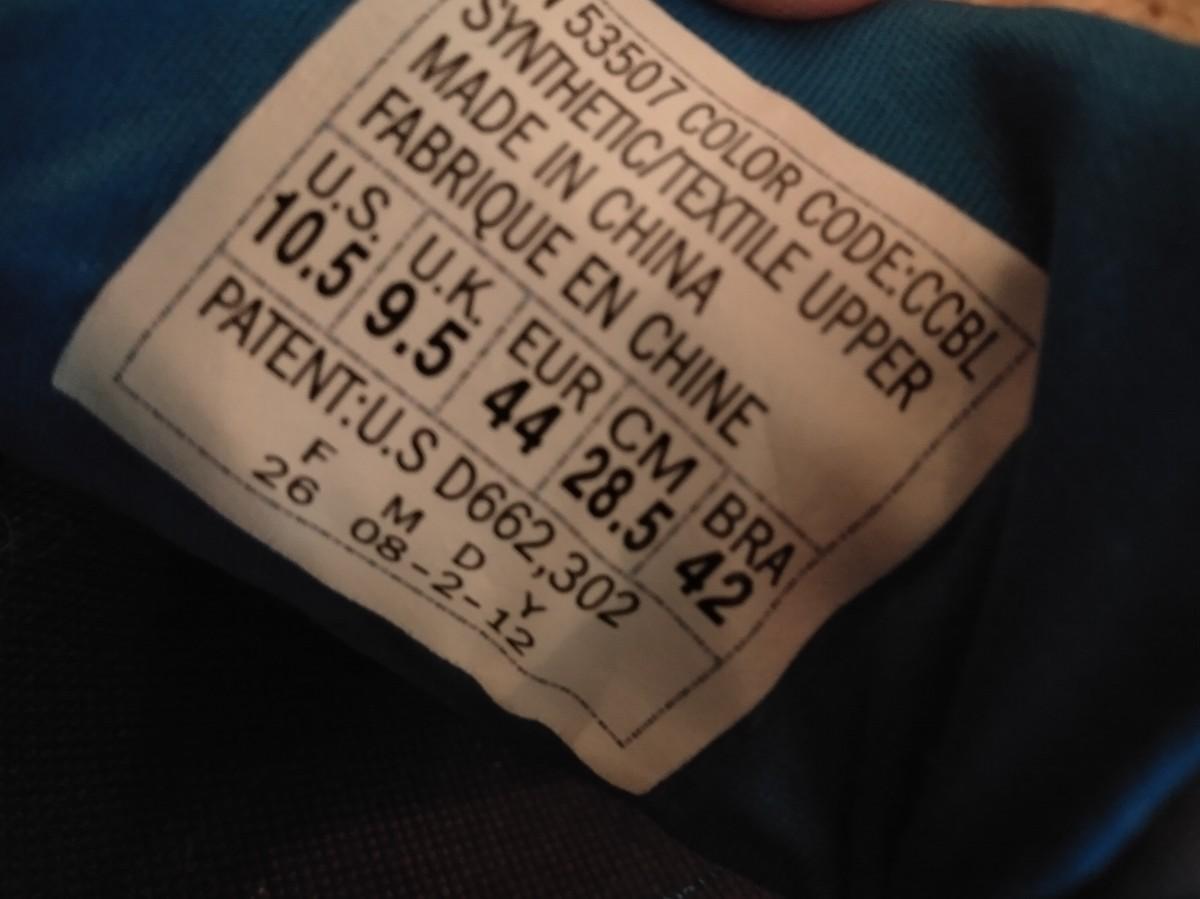 53507 COLOR CODE:CCBL
SYNTHETIC/TEXTILE UPPER
MADE IN CHINA
FABRIQUE EN CHINE
U.S. U.K. EUR CM BRA
10.5 9.5 44 28.5 42
PATENT:U.S D662,302
F M D Y
26 08-2-12